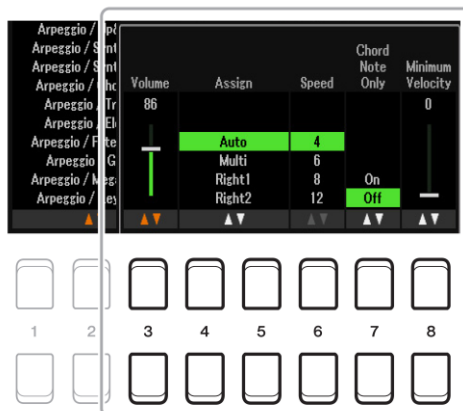 Arpeggio /
Arpeggio /
Arpeggio /
Arpeggio /
Arpeggio /
Arpeggio /
Arpeggio /
Arpeggio
Arpeggio /
Arpeggio /
Volume
Assign
Speed
Chord
Note
Only
Minimum
Velocity
86
0
Auto
Multi
Right1
Right2
4
6
8
12
On
Off
1 2 3 4 5 6 7 8